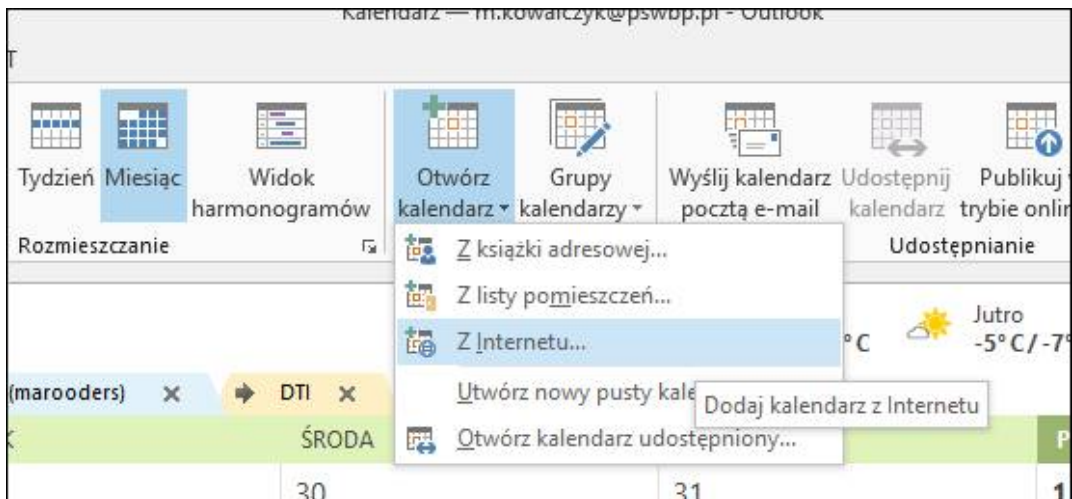 Kalendarz — m.kowalczyk@pswbp.pl - Outlook
T
Tydzień Miesiąc Widok harmonogramów
Otwórz kalendarz Grupy kalendarzy
Wyślij kalendarz pocztą e-mail Udostępnij kalendarz Publikuj trybie onlin
Rozmieszczanie Udostępnianie
Z książki adresowej...
Z listy pomieszczeń...
Z Internetu...
°C Jutro
-5°C / -7°
Utwórz nowy pusty kale
Dodaj kalendarz z Internetu
Otwórz kalendarz udostępniony...
(marooders) DTI
K ŚRODA P
30 31 1